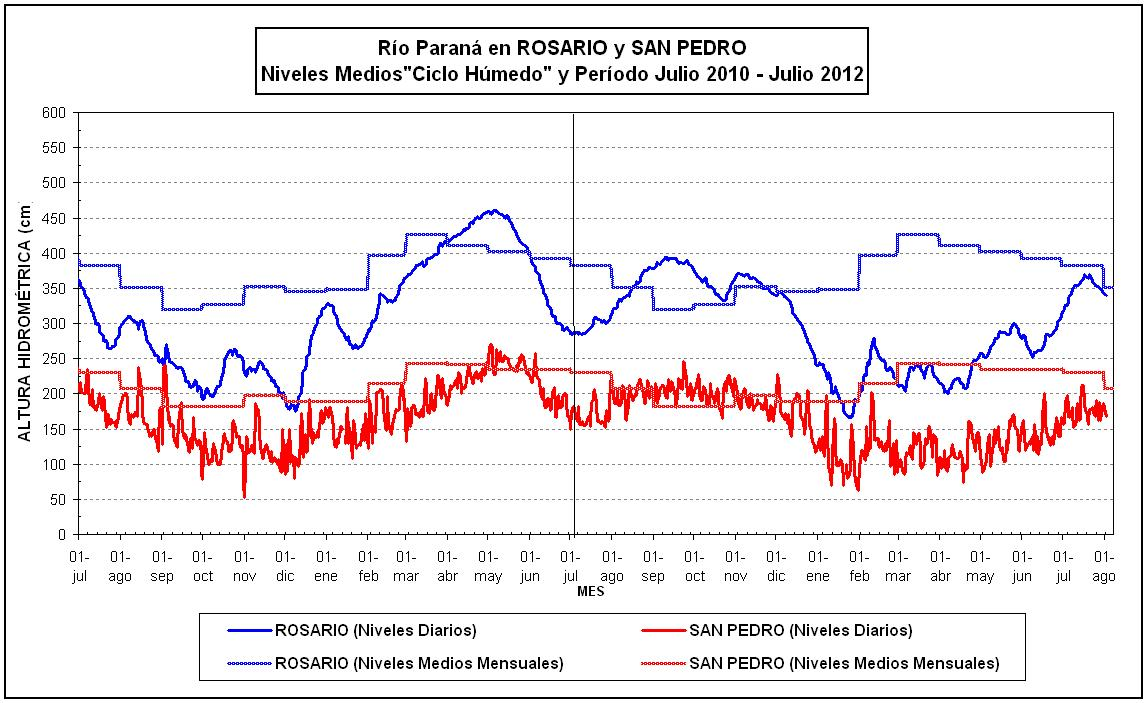 Río Paraná en ROSARIO y SAN PEDRO
Niveles Medios"Ciclo Húmedo" y Período Julio 2010 - Julio 2012
ALTURA HIDROMÉTRICA (cm
600
550
500
450
400
350
300
250
200
150
100
50
0
01- 01- 01- 01- 01- 01- 01- 01- 01- 01- 01- 01- 01- 01- 01- 01- 01- 01- 01- 01- 01- 01- 01- 01- 01- 01-
jul ago sep oct nov dic ene feb mar abr may jun jul ago sep oct nov dic ene feb mar abr may jun jul ago
MES
ROSARIO (Niveles Diarios) SAN PEDRO (Niveles Diarios)
ROSARIO (Niveles Medios Mensuales) SAN PEDRO (Niveles Medios Mensuales)